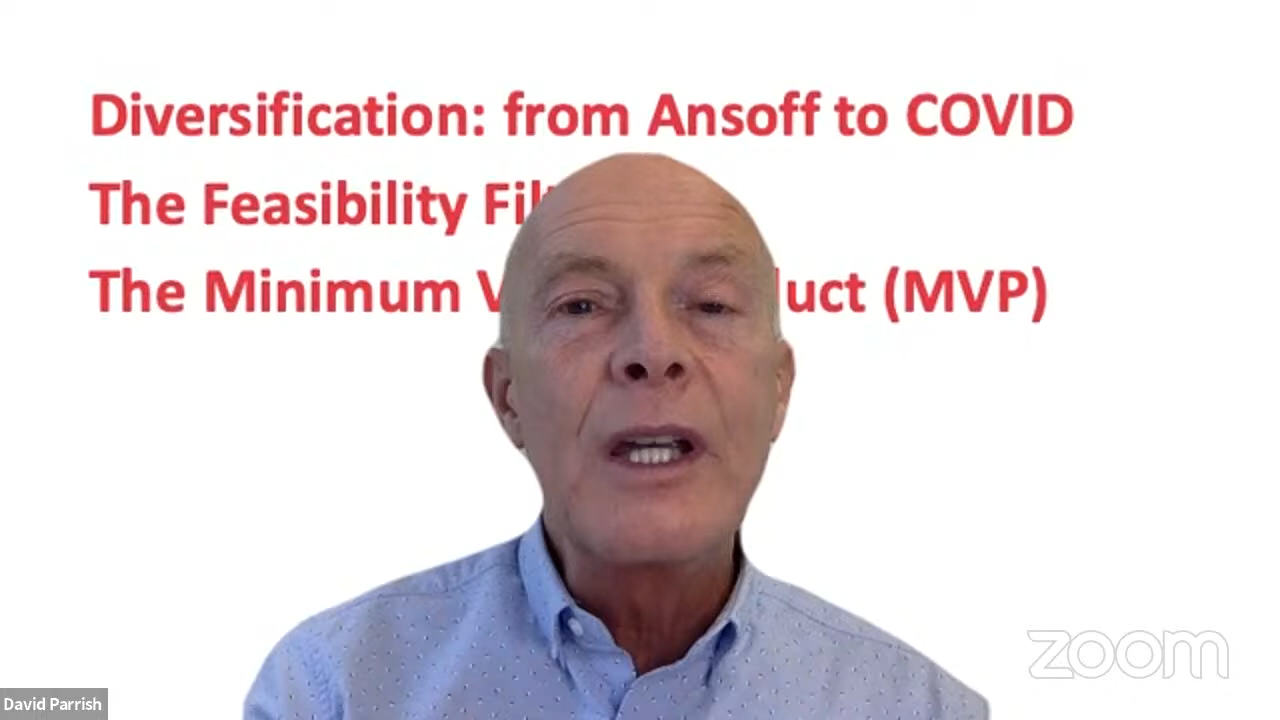 Diversification: from Ansoff to COVID
The Feasibility
The Minimum (MVP)
zoom
David Parrish